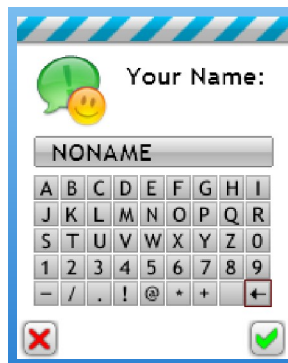 Your Name:
NONAME
A B C D E F G H I
J K L M N O P Q R
S T U V W X Y Z 0
1 2 3 4 5 6 7 8 9
– / . ! @ * + ←